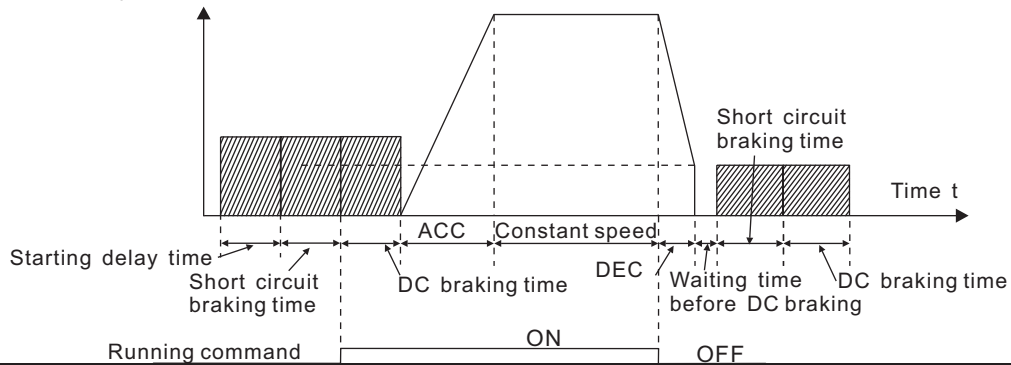 Short circuit
braking time
Time t
ACC
Constant speed
Starting delay time
Short circuit
braking time
DC braking time
DEC
Waiting time
before DC braking
DC braking time
Running command
ON
OFF